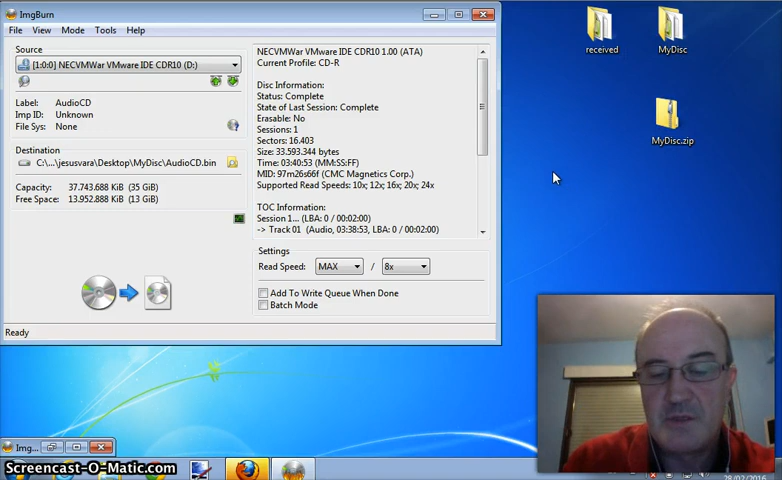 ImgBurn
File View Mode Tools Help
Source
[1:0:0] NECVMWar VMware IDE CDR10 (D:)
Label: AudioCD
Imp ID: Unknown
File Sys: None
Destination
C:\...\jesusvara\Desktop\MyDisc\AudioCD.bin
Capacity: 37.743.688 KiB (35 GiB)
Free Space: 13.952.888 KiB (13 GiB)
NECVMWar VMware IDE CDR10 1.00 (ATA)
Current Profile: CD-R
Disc Information:
Status: Complete
State of Last Session: Complete
Erasable: No
Sessions: 1
Sectors: 16.403
Size: 33.593.344 bytes
Time: 03:40:53 (MM:SS:FF)
MID: 97m26s66f (CMC Magnetics Corp.)
Supported Read Speeds: 10x; 12x; 16x; 20x; 24x
TOC Information:
Session 1... (LBA: 0 / 00:02:00)
-> Track 01 (Audio, 03:38:53, LBA: 0 / 00:02:00)
Settings
Read Speed: MAX / 8x
Add To Write Queue When Done
Batch Mode
Ready
received
MyDisc
MyDisc.zip
Img...
Screencast-O-Matic.com
28/02/2016